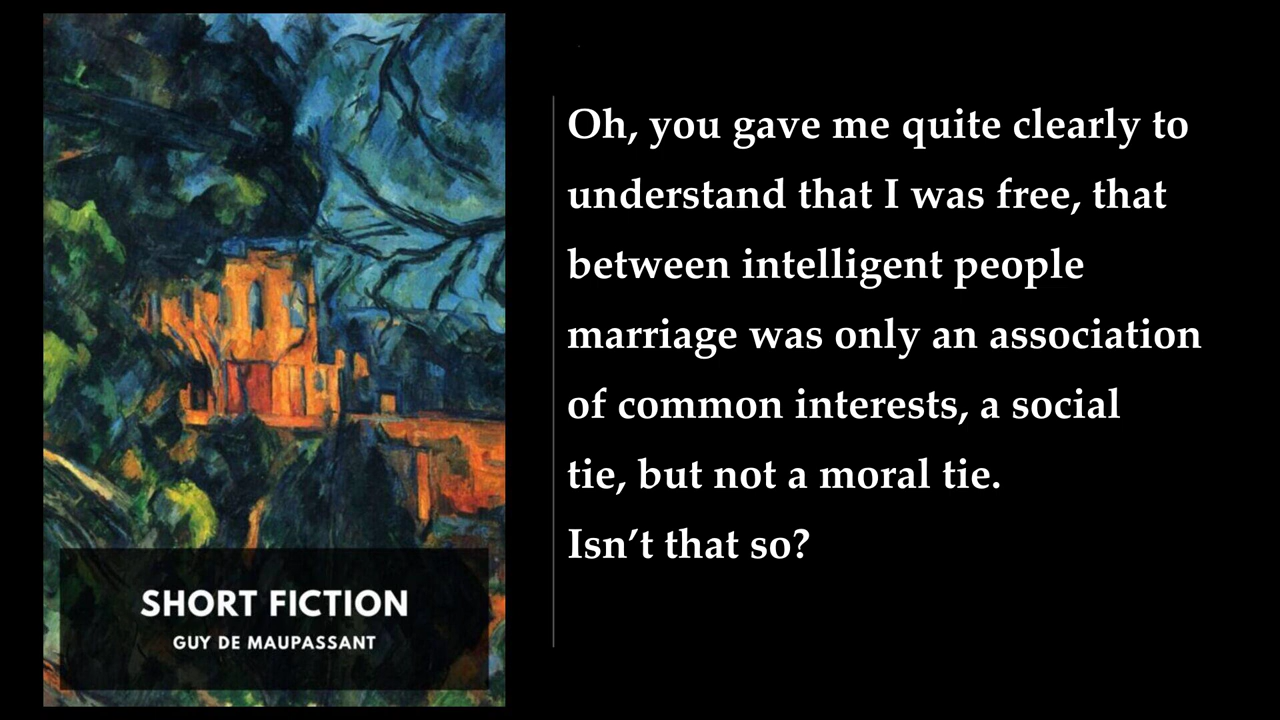 SHORT FICTION
GUY DE MAUPASSANT
Oh, you gave me quite clearly to
understand that I was free, that
between intelligent people
marriage was only an association
of common interests, a social
tie, but not a moral tie.
Isn’t that so?